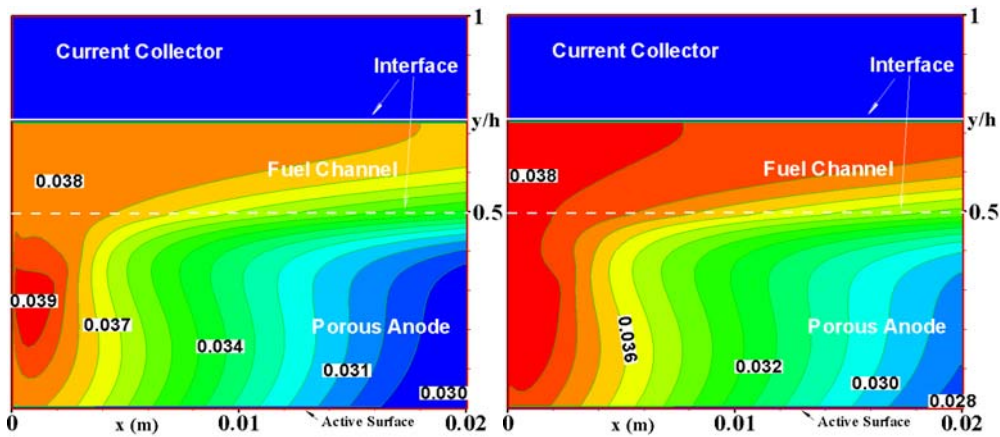 1
Current Collector
Interface
y/h
0.038
Fuel Channel
0.5
0.039
0.037
0.034
Porous Anode
0.031
0.030
0
x (m)
0.01
Active Surface
0.02
1
Current Collector
Interface
y/h
0.038
Fuel Channel
0.5
0.036
0.032
Porous Anode
0.030
0.028
0
x (m)
0.01
Active Surface
0.02